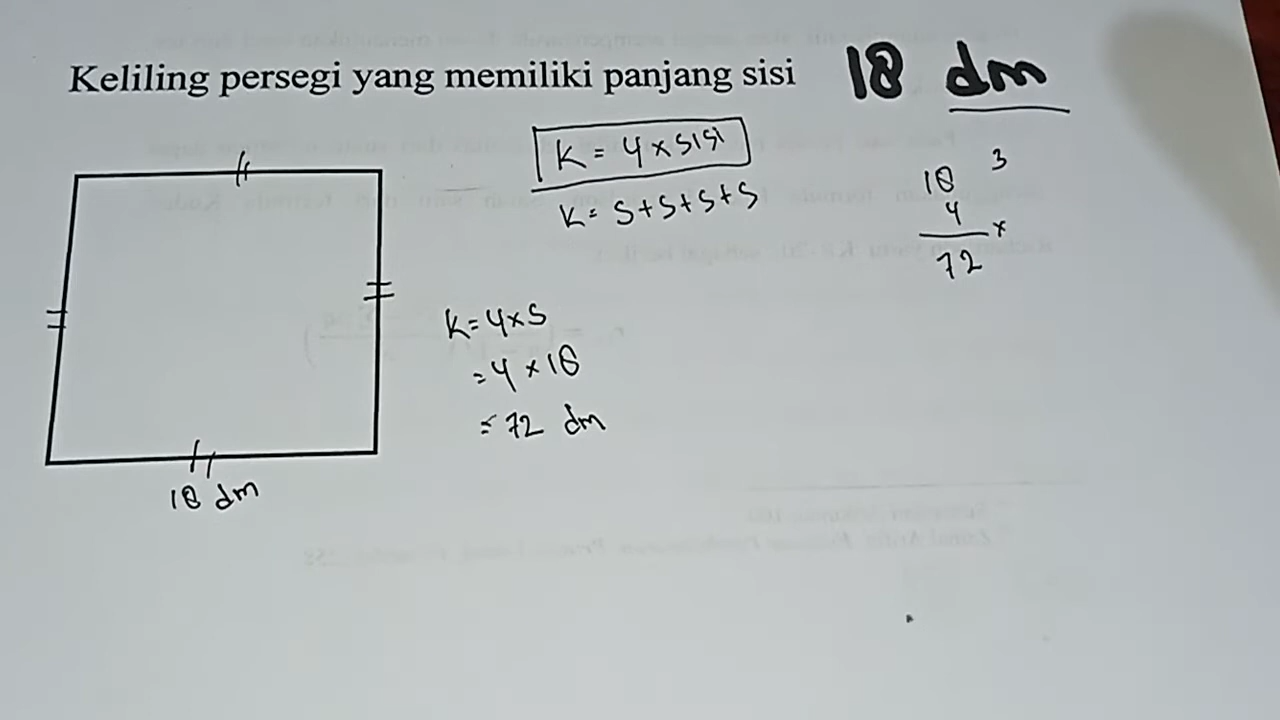 Keliling persegi yang memiliki panjang sisi 18 dm
K = 4 x sisi
K = S+S+S+S
18 3
4 x
72
K = 4 x S
= 4 x 18
= 72 dm
18 dm